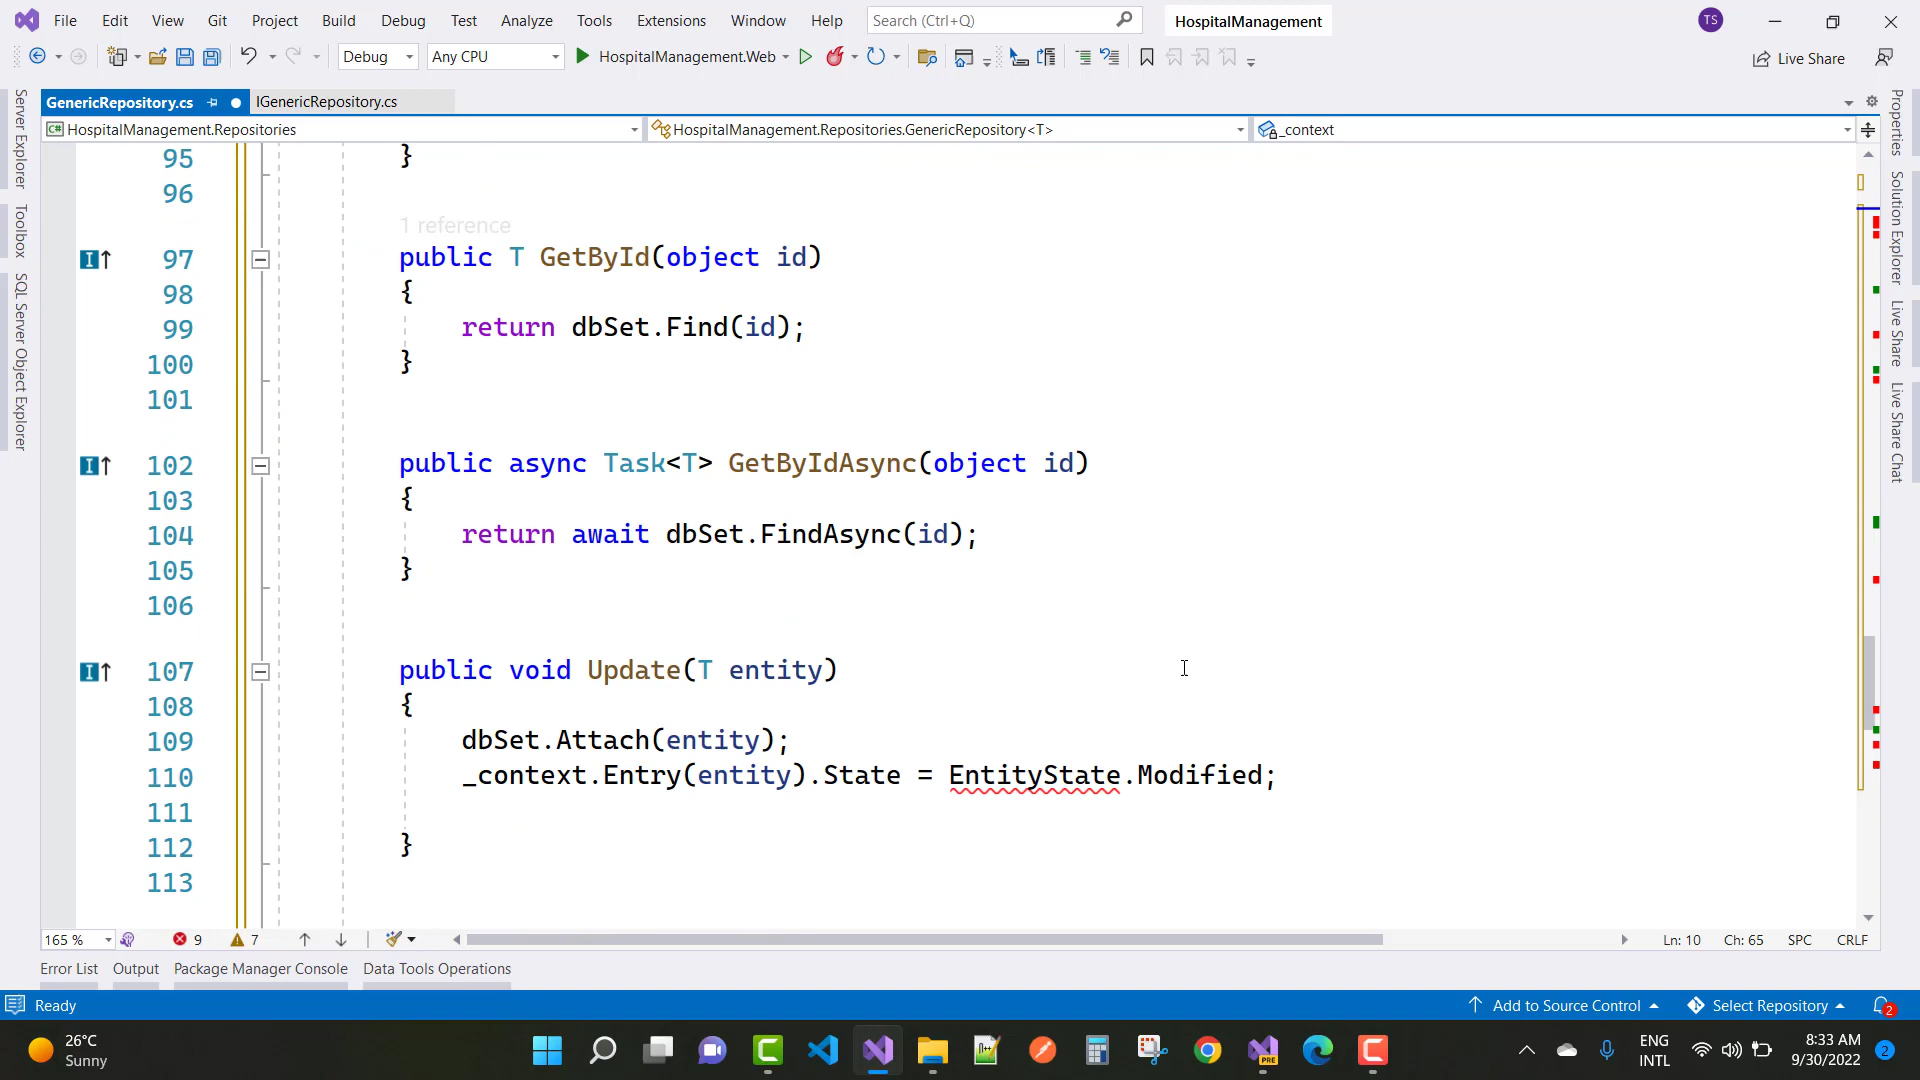 File Edit View Git Project Build Debug Test Analyze Tools Extensions Window Help Search (Ctrl+Q) HospitalManagement TS
Debug Any CPU HospitalManagement.Web Live Share
GenericRepository.cs IGenericRepository.cs
C# HospitalManagement.Repositories HospitalManagement.Repositories.GenericRepository<T> _context
Server Explorer
Toolbox
SQL Server Object Explorer
Properties
Solution Explorer
Live Share
Live Share Chat
95 }
96
1 reference
97 public T GetById(object id)
98 {
99 return dbSet.Find(id);
100 }
101
102 public async Task<T> GetByIdAsync(object id)
103 {
104 return await dbSet.FindAsync(id);
105 }
106
107 public void Update(T entity)
108 {
109 dbSet.Attach(entity);
110 _context.Entry(entity).State = EntityState.Modified;
111
112 }
113
165 % 9 7 Ln: 10 Ch: 65 SPC CRLF
Error List Output Package Manager Console Data Tools Operations
Ready Add to Source Control Select Repository 2
26°C
Sunny
PRE
ENG
INTL
8:33 AM
9/30/2022
2